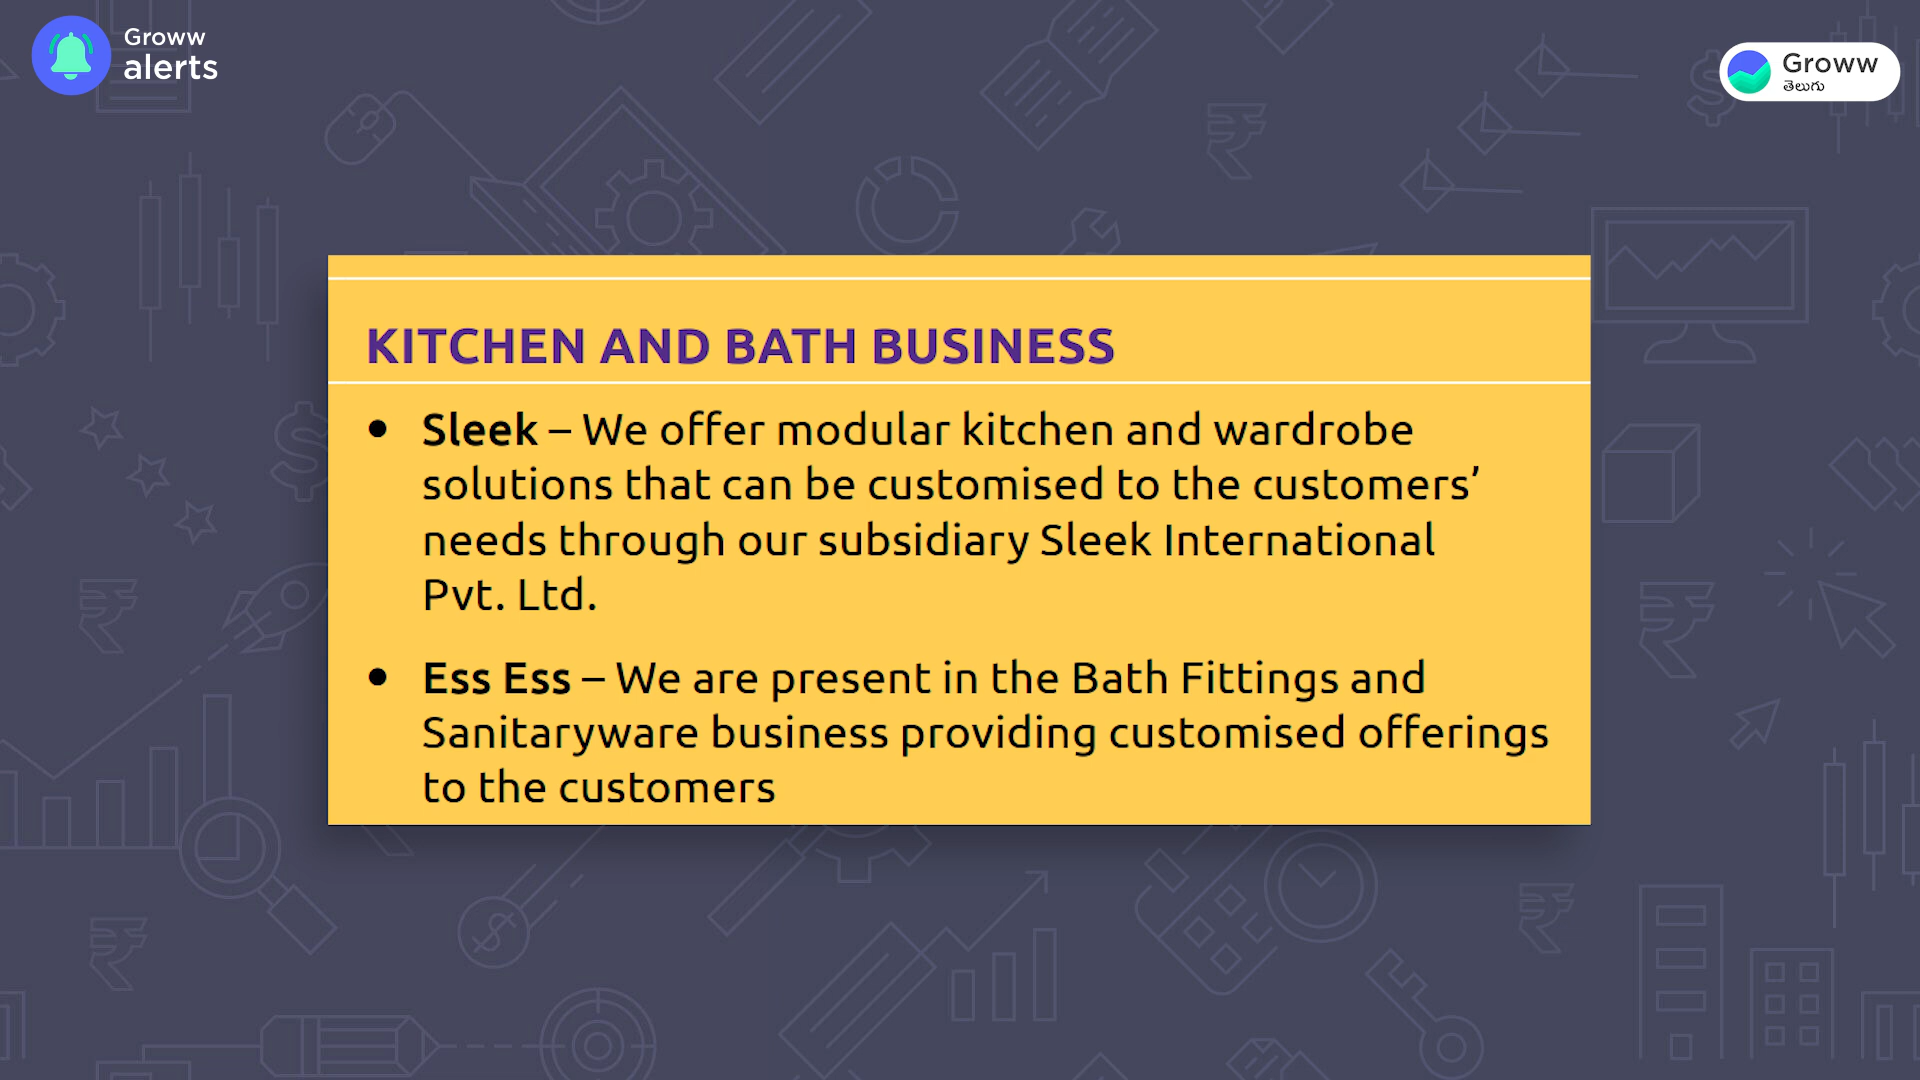 Groww
alerts
Groww
తెలుగు
KITCHEN AND BATH BUSINESS
• Sleek – We offer modular kitchen and wardrobe
solutions that can be customised to the customers’
needs through our subsidiary Sleek International
Pvt. Ltd.
• Ess Ess – We are present in the Bath Fittings and
Sanitaryware business providing customised offerings
to the customers